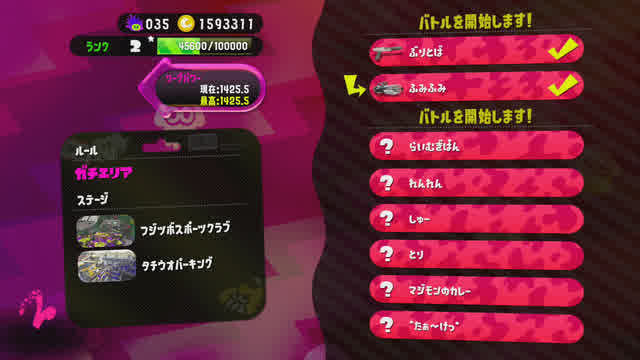 035 1593311
ランク 2 45600/100000
リーグパワー
現在:1425.5
最高:1425.5
ルール
ガチエリア
ステージ
フジツボスポーツクラブ
タチウオパーキング
バトルを開始します!
ぷりとぱ
ふみふみ
バトルを開始します!
? らいむぎぱん
? れんれん
? しゅー
? とり
? マジモンのカレー
? *たぁ〜けっ*